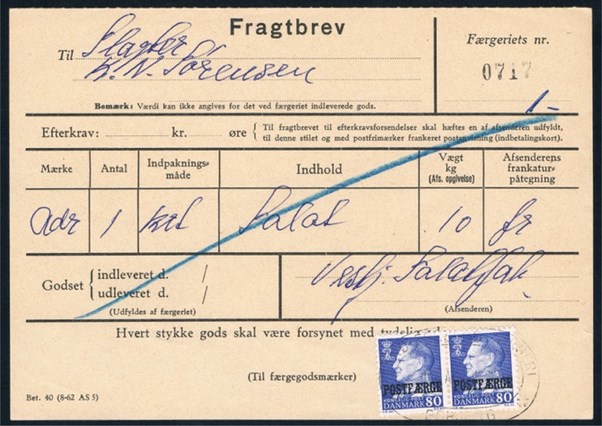 Fragtbrev
Til Slagter
K. N. Sørensen
Bemærk: Værdi kan ikke angives for det ved færgeriet indleverede gods.
Færgeriets nr.
0717
1-
Efterkrav: kr. øre
Til fragtbrevet til efterkravsforsendelser skal hæftes en af afsenderen udfyldt,
til denne stilet og med postfrimærker frankeret postanvisning (indbetalingskort).
Mærke Antal Indpaknings-måde Indhold Vægt kg (Afs. opgivelse) Afsenderens frankatur-påtegning
Adr 1 krt Salat 10 fr
Godset
indleveret d. /
udleveret d. /
(Udfyldes af færgeriet)
Vestj. Salatfab
(Afsenderen)
Hvert stykke gods skal være forsynet med tydelig
(Til færgegodsmærker)
POSTFÆRGE POSTFÆRGE
DANMARK 80 DANMARK 80
Bet. 40 (8-62 AS 5)